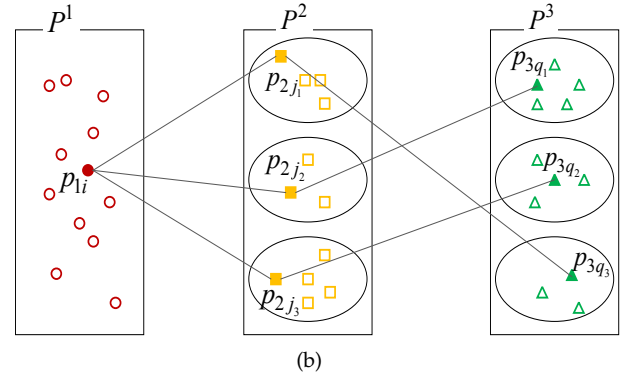 P¹ P² P³
p₁ᵢ
p₂ⱼ₁
p₂ⱼ₂
p₂ⱼ₃
p₃q₁
p₃q₂
p₃q₃
(b)